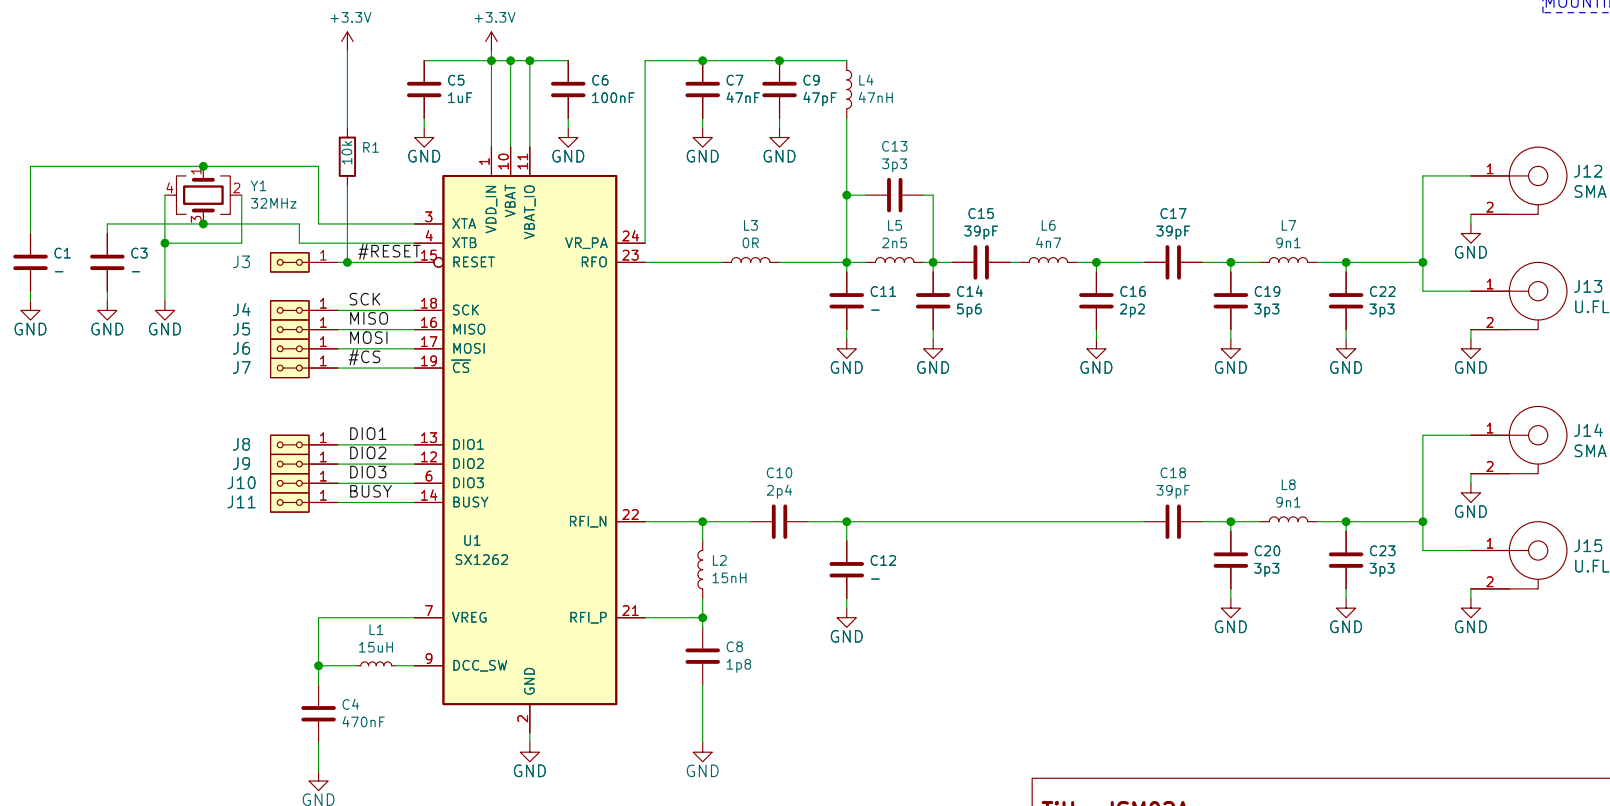 +3.3V
+3.3V
C5
1uF
GND
C6
100nF
GND
C7
47nF
GND
C9
47pF
GND
L4
47nH
10k
R1
1
10
11
VDD_IN
VBAT
VBAT_IO
1
4
2
3
Y1
32MHz
C1
–
GND
C3
–
GND
GND
3
XTA
4
XTB
J3
1
#RESET
15
RESET
J4
1
SCK
18
SCK
J5
1
MISO
16
MISO
J6
1
MOSI
17
MOSI
J7
1
#CS
19
CS
J8
1
DIO1
13
DIO1
J9
1
DIO2
12
DIO2
J10
1
DIO3
6
DIO3
J11
1
BUSY
14
BUSY
U1
SX1262
7
VREG
9
DCC_SW
L1
15uH
C4
470nF
GND
GND
2
GND
VR_PA
24
RFO
23
RFI_N
22
RFI_P
21
L3
0R
C13
3p3
L5
2n5
C11
–
GND
C14
5p6
GND
C15
39pF
L6
4n7
C16
2p2
GND
C17
39pF
C19
3p3
GND
L7
9n1
C22
3p3
GND
1
2
GND
J12
SMA
1
2
GND
J13
U.FL
C10
2p4
L2
15nH
C8
1p8
GND
C12
–
GND
C18
39pF
C20
3p3
GND
L8
9n1
C23
3p3
GND
1
2
GND
J14
SMA
1
2
GND
J15
U.FL